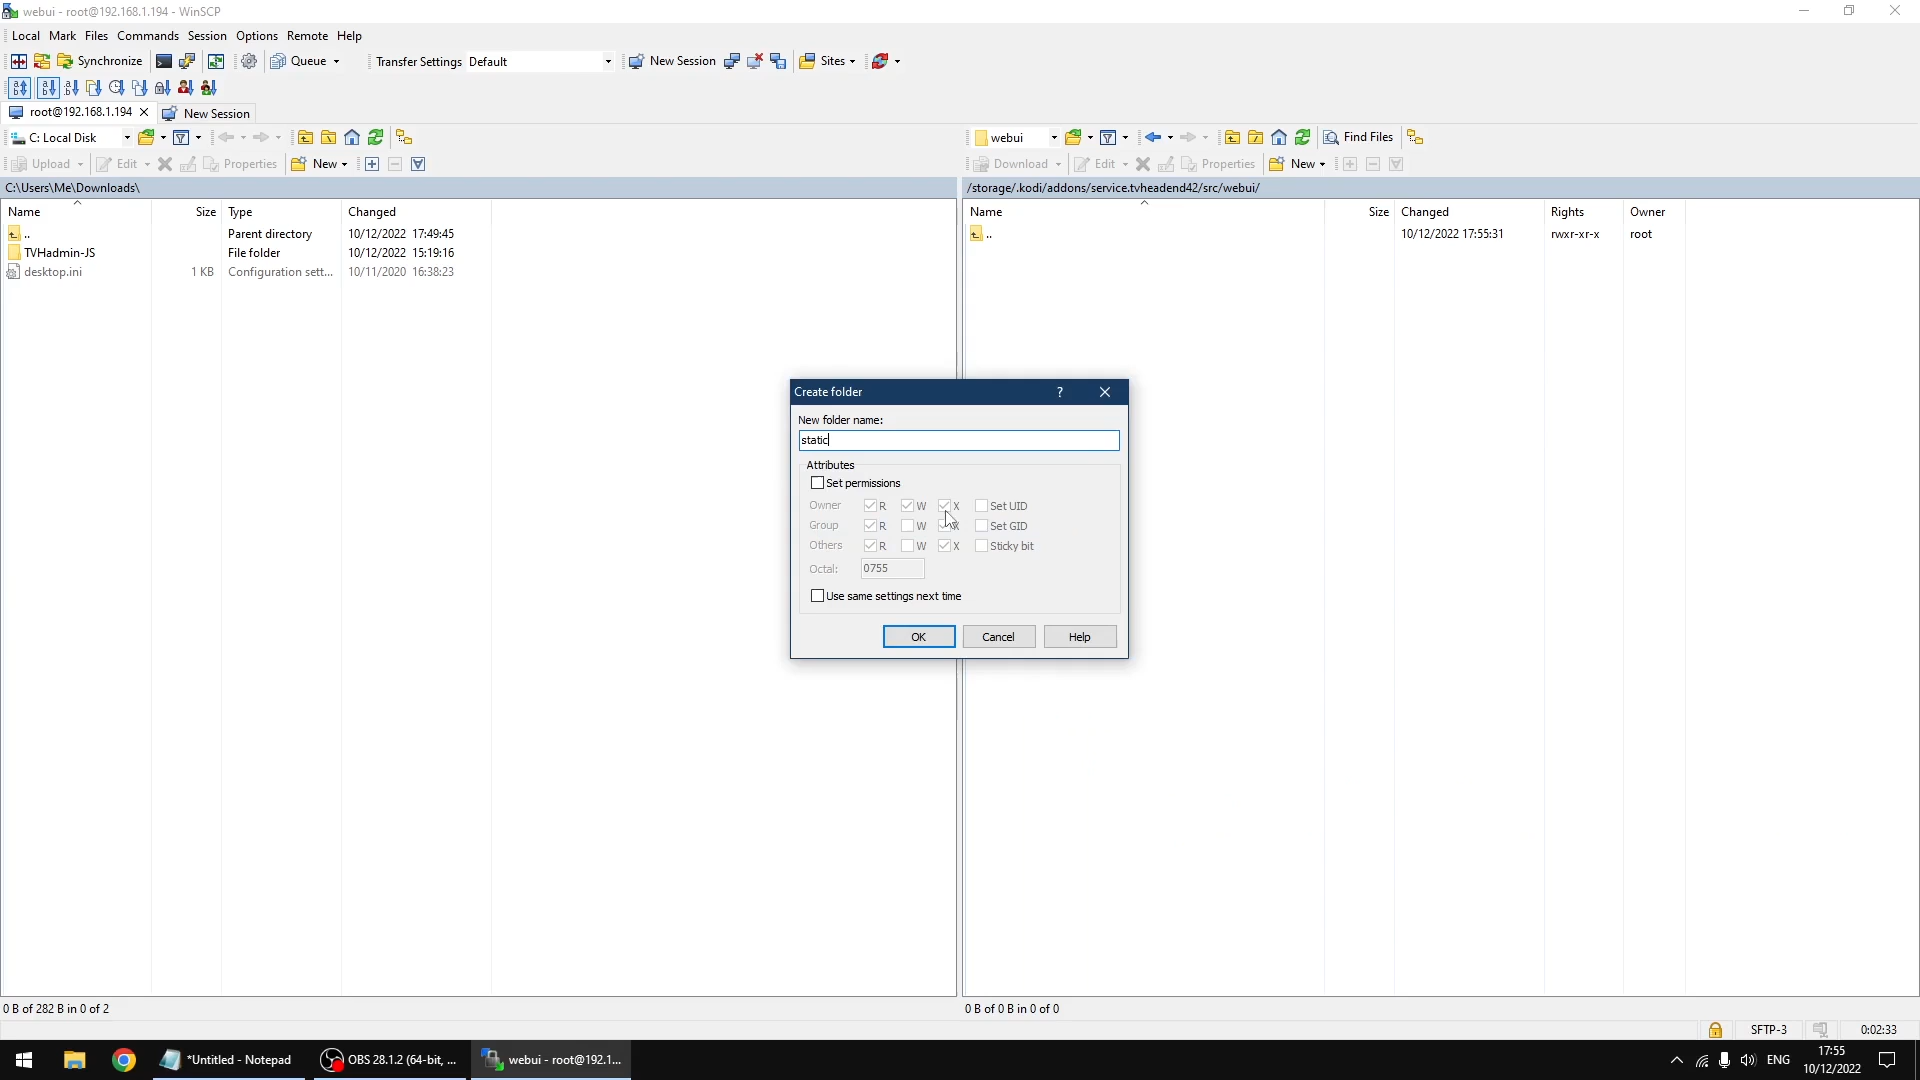 webui - root@192.168.1.194 - WinSCP
Local Mark Files Commands Session Options Remote Help
Synchronize Queue Transfer Settings Default New Session Sites
root@192.168.1.194 New Session
C: Local Disk
webui Find Files
Upload Edit Properties New
Download Edit Properties New
C:\Users\Me\Downloads\
/storage/.kodi/addons/service.tvheadend42/src/webui/
Name Size Type Changed
.. Parent directory 10/12/2022 17:49:45
TVHadmin-JS File folder 10/12/2022 15:19:16
desktop.ini 1 KB Configuration sett... 10/11/2020 16:38:23
Name Size Changed Rights Owner
.. 10/12/2022 17:55:31 rwxr-xr-x root
Create folder ?
New folder name:
static
Attributes
Set permissions
Owner R W X Set UID
Group R W X Set GID
Others R W X Sticky bit
Octal: 0755
Use same settings next time
OK Cancel Help
0 B of 282 B in 0 of 2
0 B of 0 B in 0 of 0
SFTP-3 0:02:33
*Untitled - Notepad
OBS 28.1.2 (64-bit, ...
webui - root@192.1...
ENG
17:55
10/12/2022